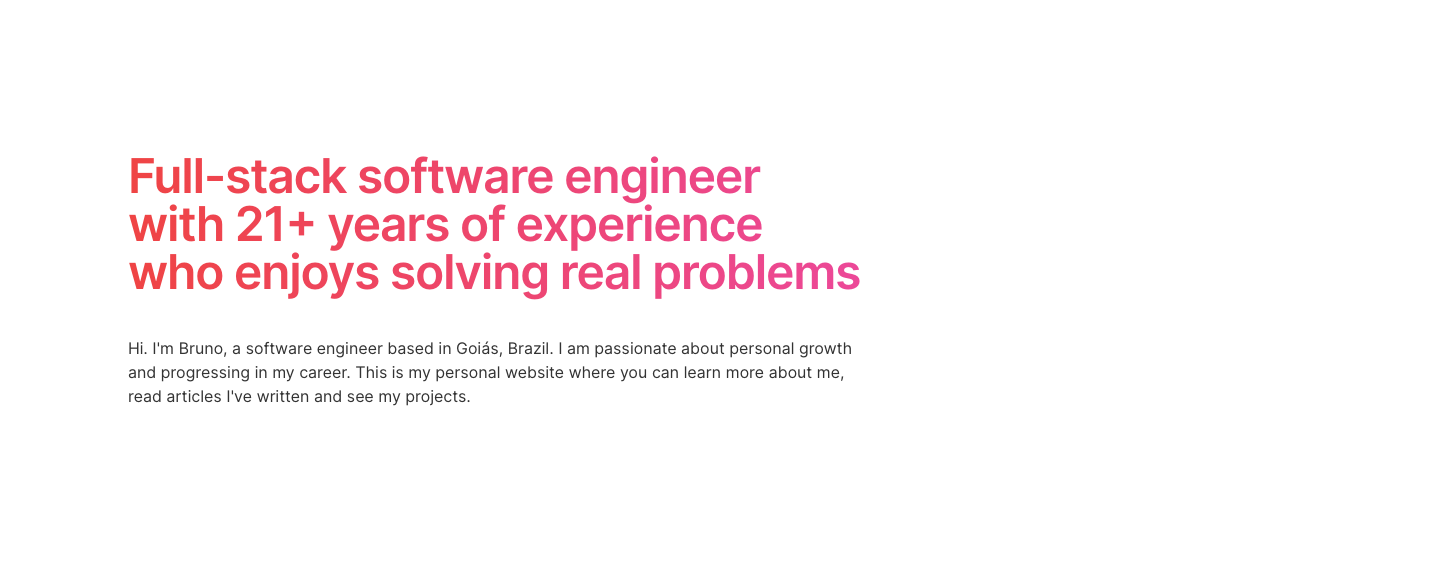 Full-stack software engineer
with 21+ years of experience
who enjoys solving real problems
Hi. I'm Bruno, a software engineer based in Goiás, Brazil. I am passionate about personal growth
and progressing in my career. This is my personal website where you can learn more about me,
read articles I've written and see my projects.